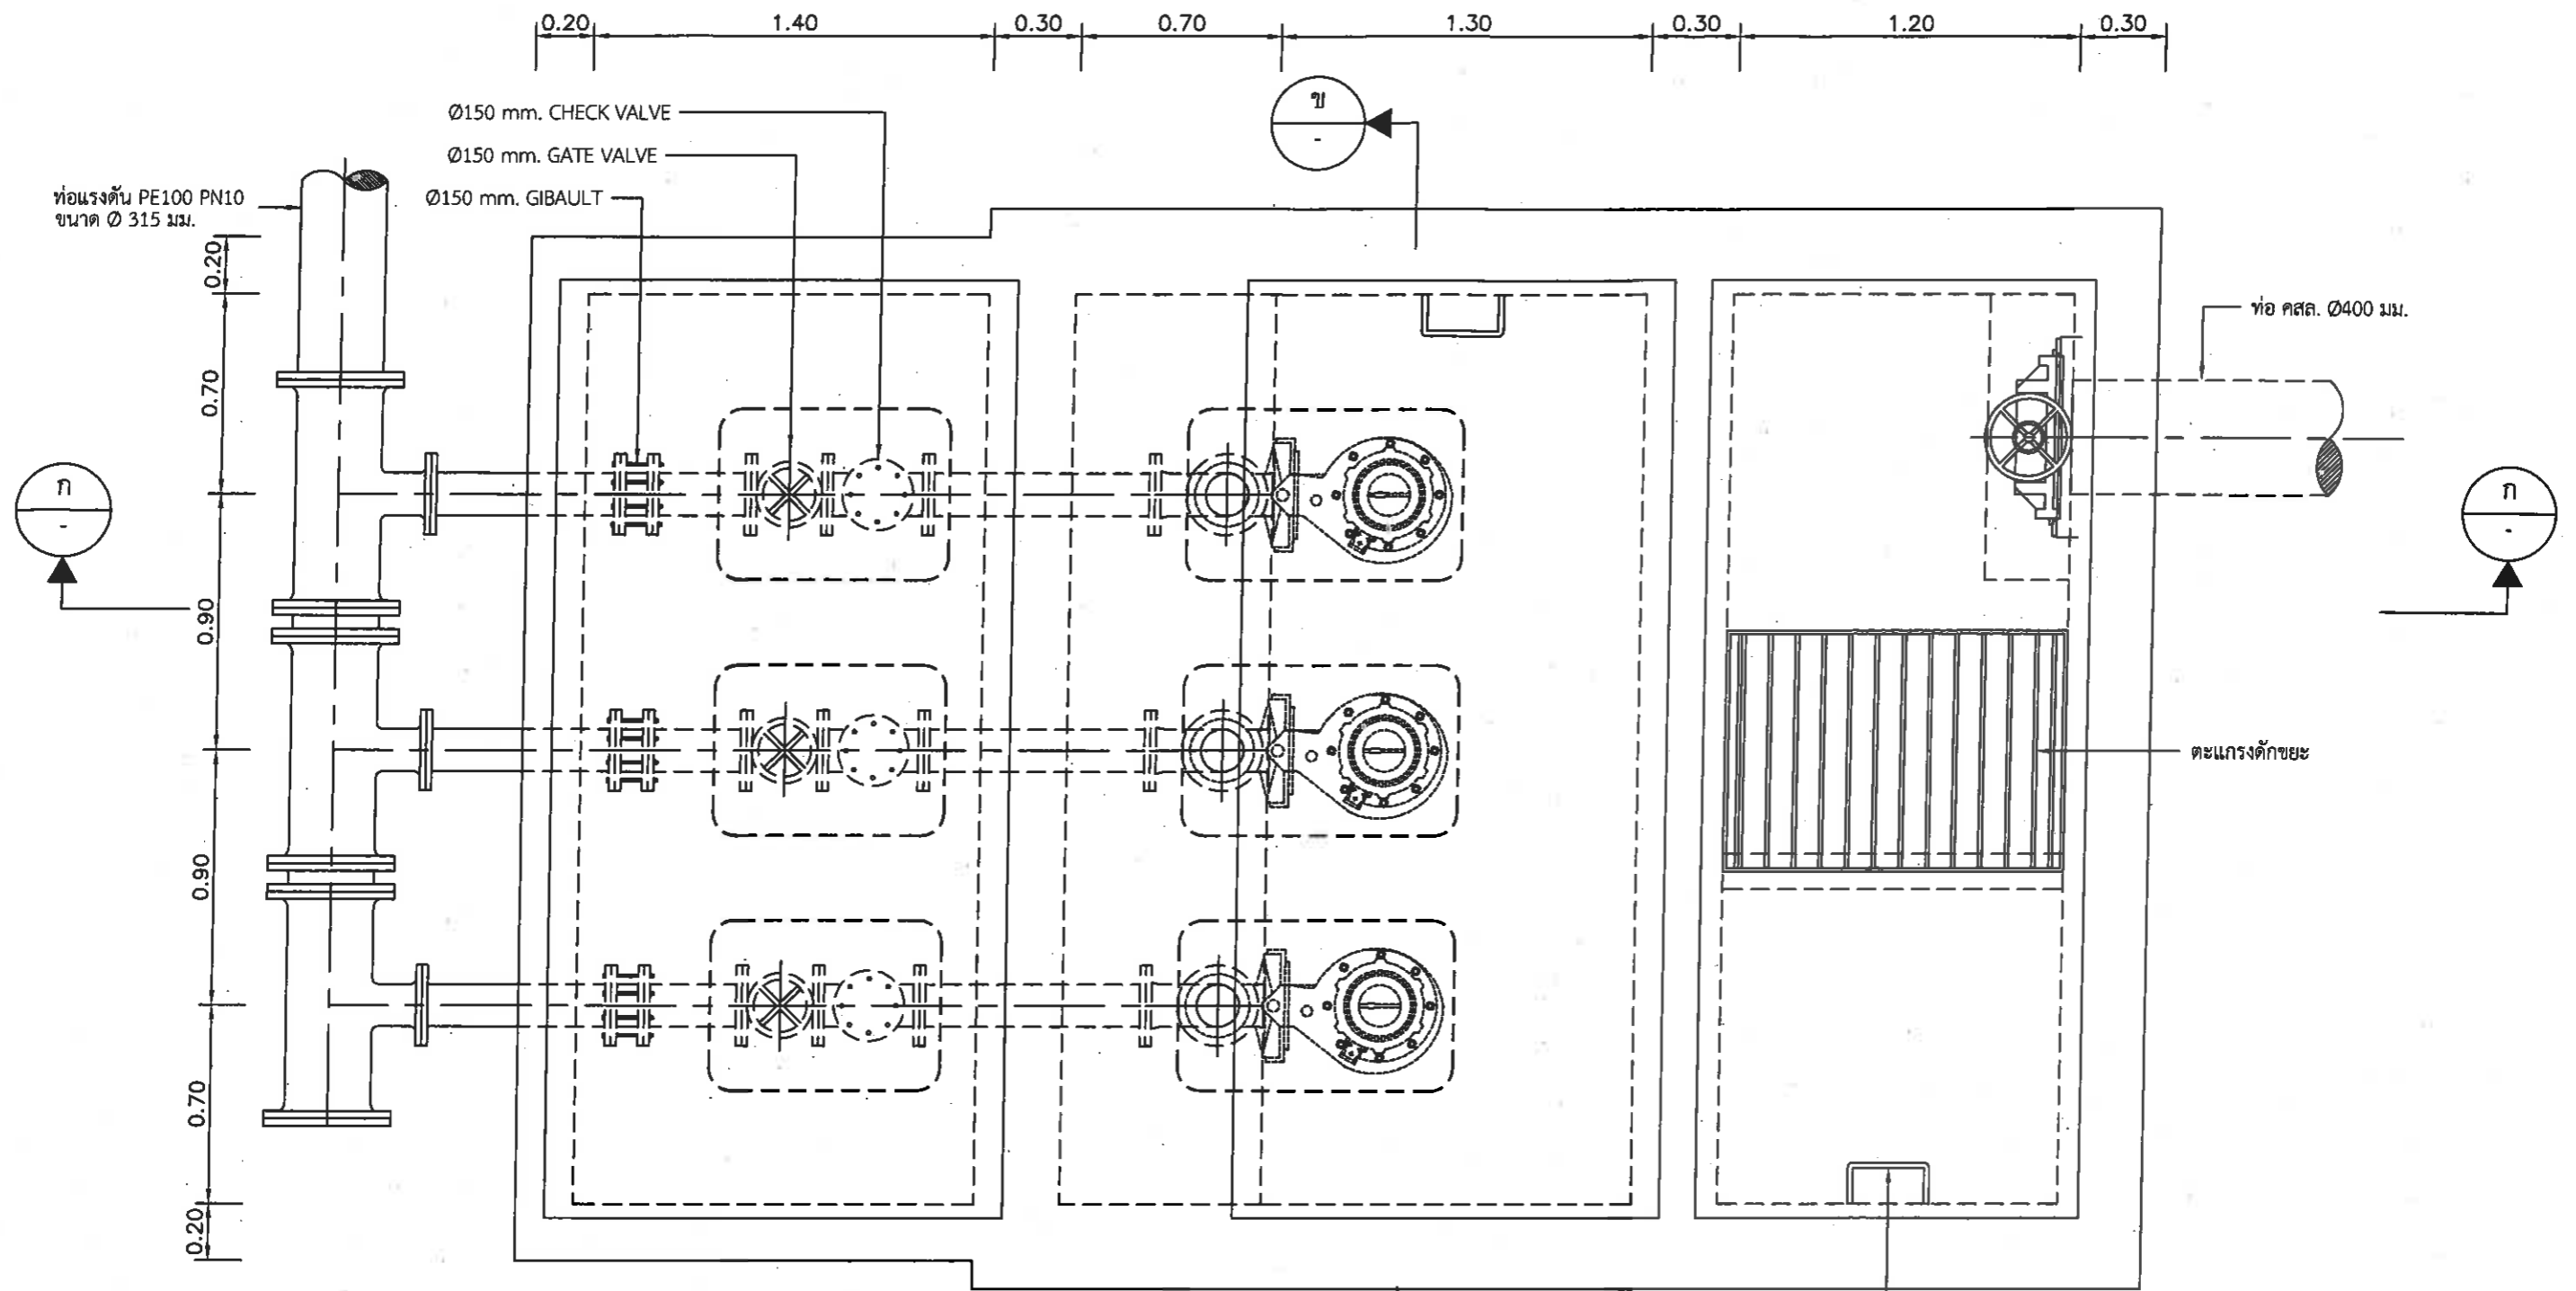 0.20 1.40 0.30 0.70 1.30 0.30 1.20 0.30
ข
-
Ø150 mm. CHECK VALVE
Ø150 mm. GATE VALVE
Ø150 mm. GIBAULT
ท่อแรงดัน PE100 PN10
ขนาด Ø 315 มม.
0.20
ท่อ คสล. Ø400 มม.
0.70
ก
-
ก
-
0.90
ตะแกรงดักขยะ
0.90
0.70
0.20